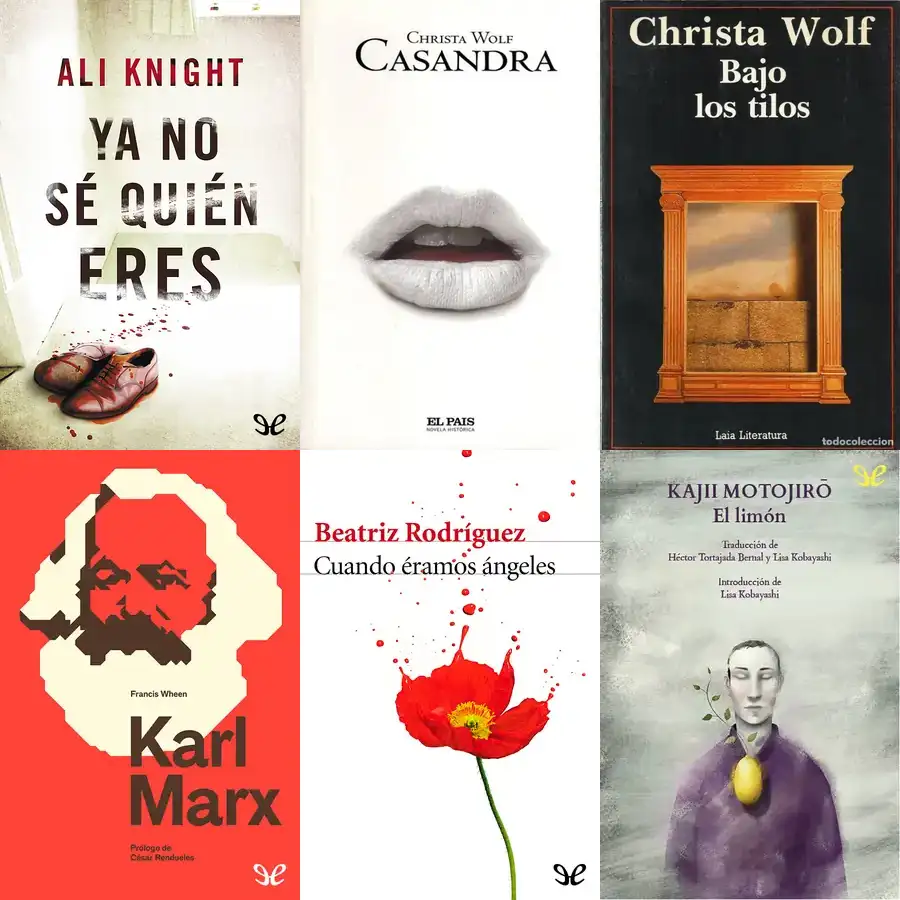 ALI KNIGHT
YA NO
SÉ QUIÉN
ERES
CHRISTA WOLF
CASANDRA
EL PAIS
NOVELA HISTÓRICA
Christa Wolf
Bajo
los tilos
Laia Literatura
todocoleccion
Francis Wheen
Karl
Marx
Prólogo de
César Rendueles
Beatriz Rodríguez
Cuando éramos ángeles
KAJII MOTOJIRŌ
El limón
Traducción de
Héctor Tortajada Bernal y Lisa Kobayashi
Introducción de
Lisa Kobayashi